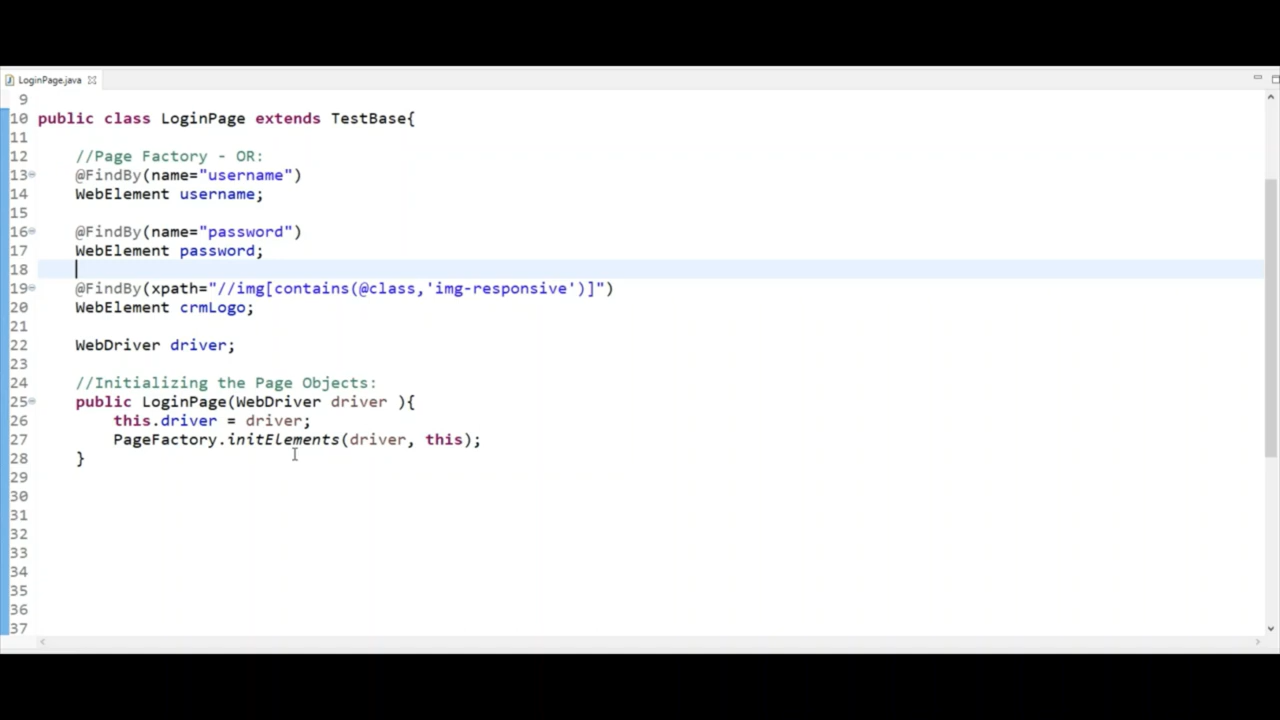 LoginPage.java
9
10 public class LoginPage extends TestBase{
11
12 //Page Factory - OR:
13 @FindBy(name="username")
14 WebElement username;
15
16 @FindBy(name="password")
17 WebElement password;
18
19 @FindBy(xpath="//img[contains(@class,'img-responsive')]")
20 WebElement crmLogo;
21
22 WebDriver driver;
23
24 //Initializing the Page Objects:
25 public LoginPage(WebDriver driver ){
26 this.driver = driver;
27 PageFactory.initElements(driver, this);
28 }
29
30
31
32
33
34
35
36
37